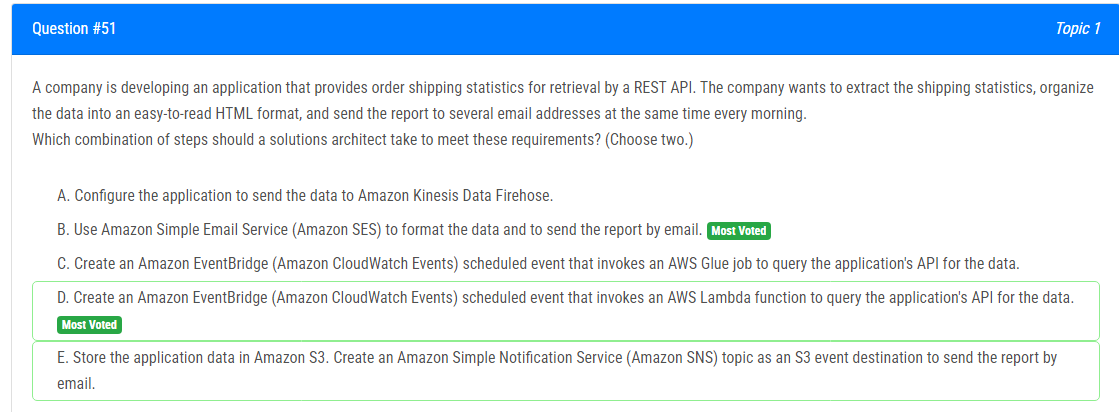 Question #51
Topic 1
A company is developing an application that provides order shipping statistics for retrieval by a REST API. The company wants to extract the shipping statistics, organize
the data into an easy-to-read HTML format, and send the report to several email addresses at the same time every morning.
Which combination of steps should a solutions architect take to meet these requirements? (Choose two.)
A. Configure the application to send the data to Amazon Kinesis Data Firehose.
B. Use Amazon Simple Email Service (Amazon SES) to format the data and to send the report by email. Most Voted
C. Create an Amazon EventBridge (Amazon CloudWatch Events) scheduled event that invokes an AWS Glue job to query the application's API for the data.
D. Create an Amazon EventBridge (Amazon CloudWatch Events) scheduled event that invokes an AWS Lambda function to query the application's API for the data.
Most Voted
E. Store the application data in Amazon S3. Create an Amazon Simple Notification Service (Amazon SNS) topic as an S3 event destination to send the report by
email.